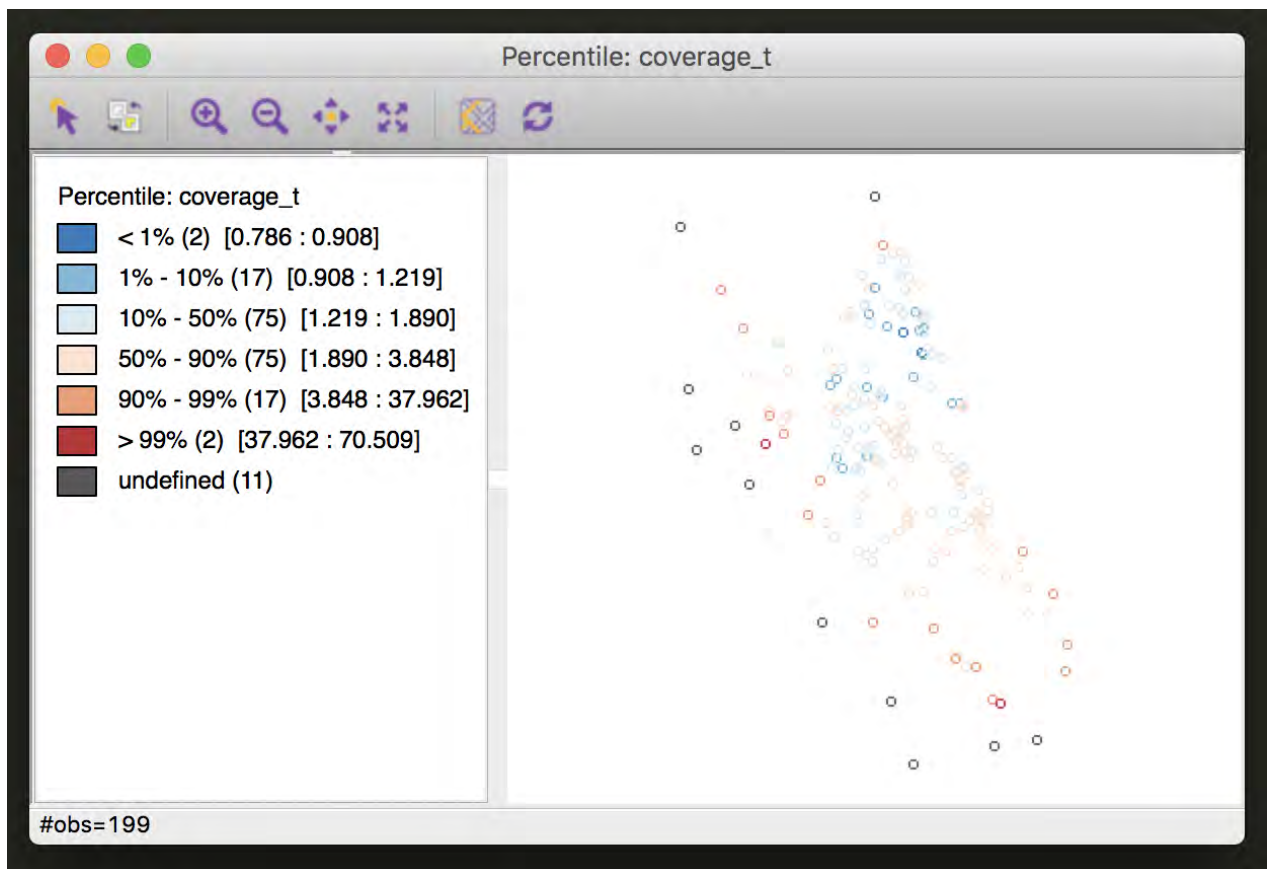 Percentile: coverage_t
Percentile: coverage_t
< 1% (2) [0.786 : 0.908]
1% - 10% (17) [0.908 : 1.219]
10% - 50% (75) [1.219 : 1.890]
50% - 90% (75) [1.890 : 3.848]
90% - 99% (17) [3.848 : 37.962]
> 99% (2) [37.962 : 70.509]
undefined (11)
#obs=199